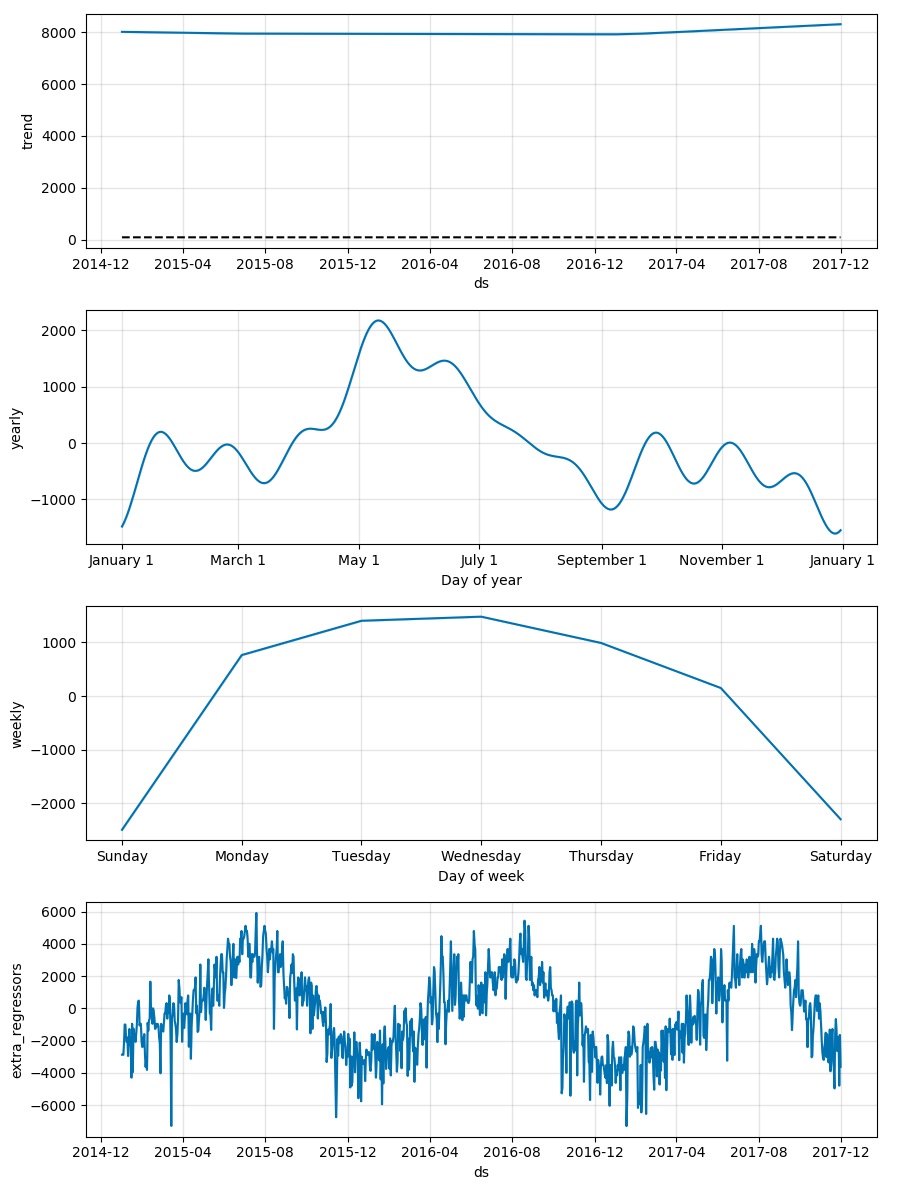 trend
8000
6000
4000
2000
0
2014-12 2015-04 2015-08 2015-12 2016-04 2016-08 2016-12 2017-04 2017-08 2017-12
ds
yearly
2000
1000
0
−1000
January 1 March 1 May 1 July 1 September 1 November 1 January 1
Day of year
weekly
1000
0
−1000
−2000
Sunday Monday Tuesday Wednesday Thursday Friday Saturday
Day of week
extra_regressors
6000
4000
2000
0
−2000
−4000
−6000
2014-12 2015-04 2015-08 2015-12 2016-04 2016-08 2016-12 2017-04 2017-08 2017-12
ds